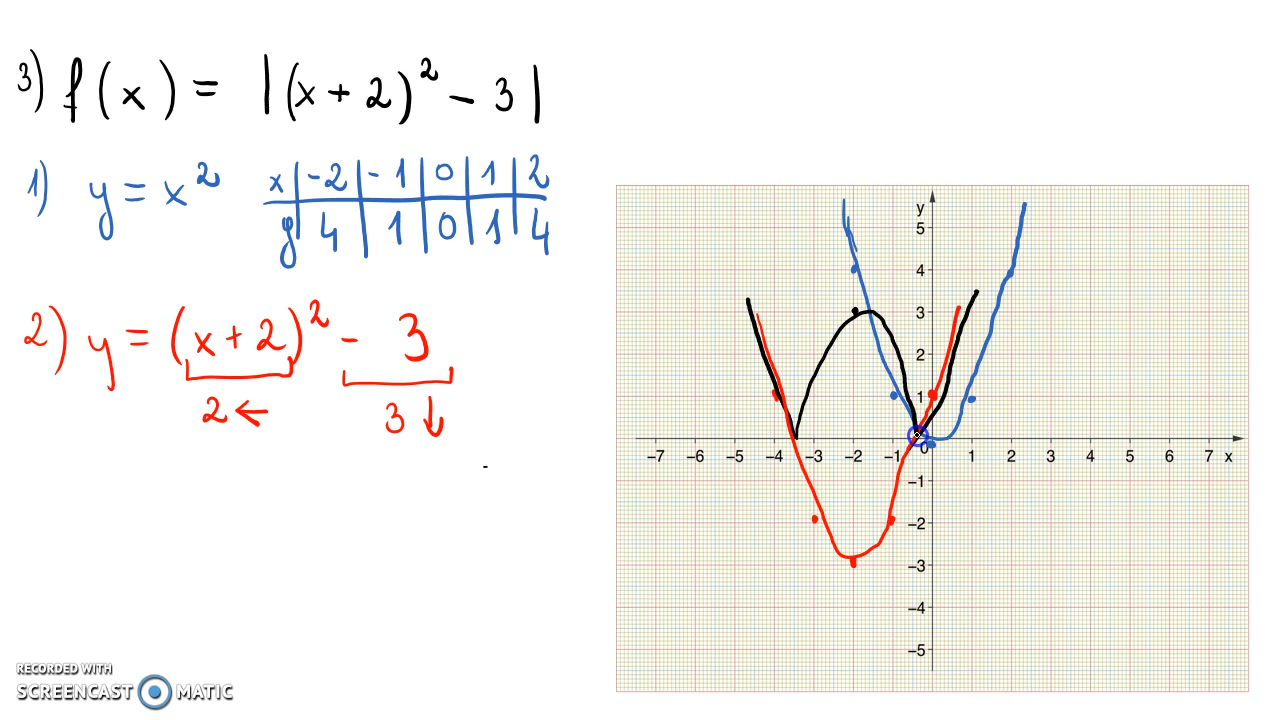 3) f(x) = |(x+2)² - 3|
1) y = x²
x | -2 | -1 | 0 | 1 | 2
y | 4 | 1 | 0 | 1 | 4
2) y = (x+2)² - 3
2 ← 3 ↓
y
5
4
3
2
1
−7 −6 −5 −4 −3 −2 −1 0 1 2 3 4 5 6 7 x
−1
−2
−3
−4
−5
RECORDED WITH
SCREENCAST MATIC